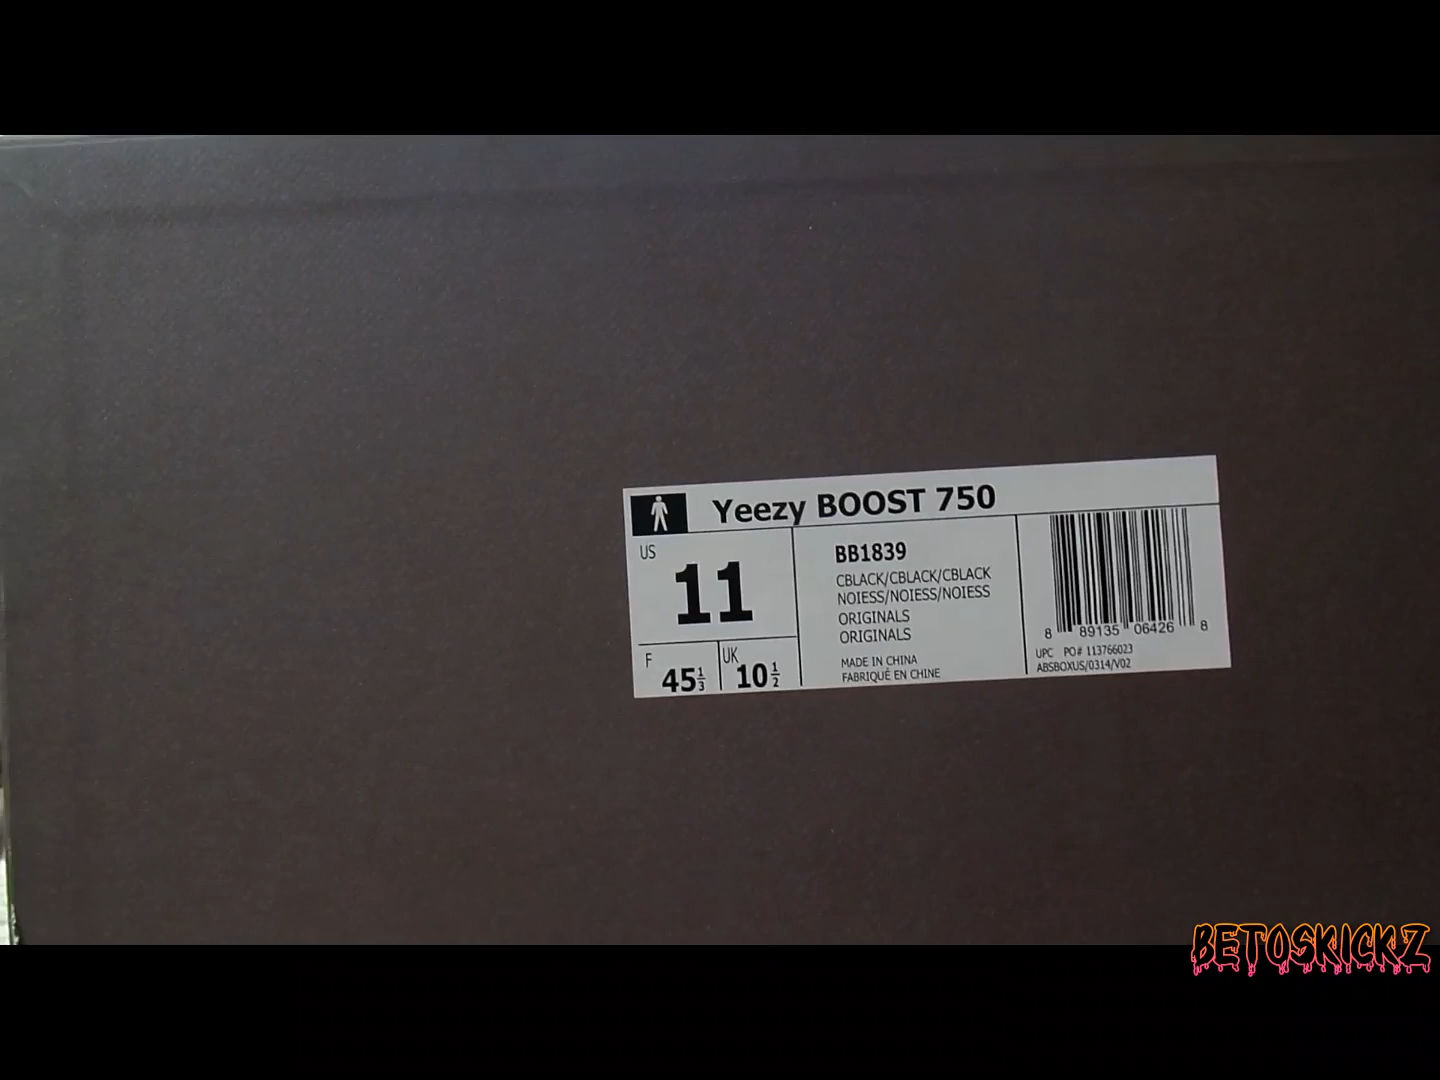 Yeezy BOOST 750
US
11
F
45 1/3
UK
10 1/2
BB1839
CBLACK/CBLACK/CBLACK
NOIESS/NOIESS/NOIESS
ORIGINALS
ORIGINALS
MADE IN CHINA
FABRIQUÉ EN CHINE
8 89135 06426 8
UPC PO# 113766023
ABSBOXUS/0314/V02
BETOSKICKZ